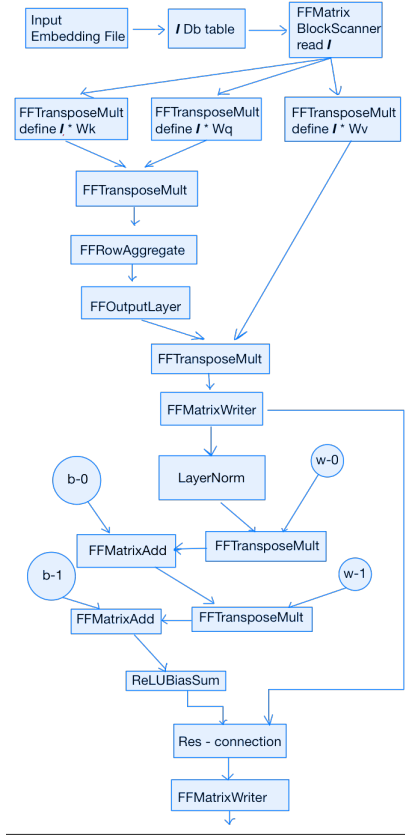 Input
Embedding File
I Db table
FFMatrix
BlockScanner
read I
FFTransposeMult
define I * Wk
FFTransposeMult
define I * Wq
FFTransposeMult
define I * Wv
FFTransposeMult
FFRowAggregate
FFOutputLayer
FFTransposeMult
FFMatrixWriter
LayerNorm
w-0
b-0
FFTransposeMult
FFMatrixAdd
b-1
w-1
FFTransposeMult
FFMatrixAdd
ReLUBiasSum
Res - connection
FFMatrixWriter